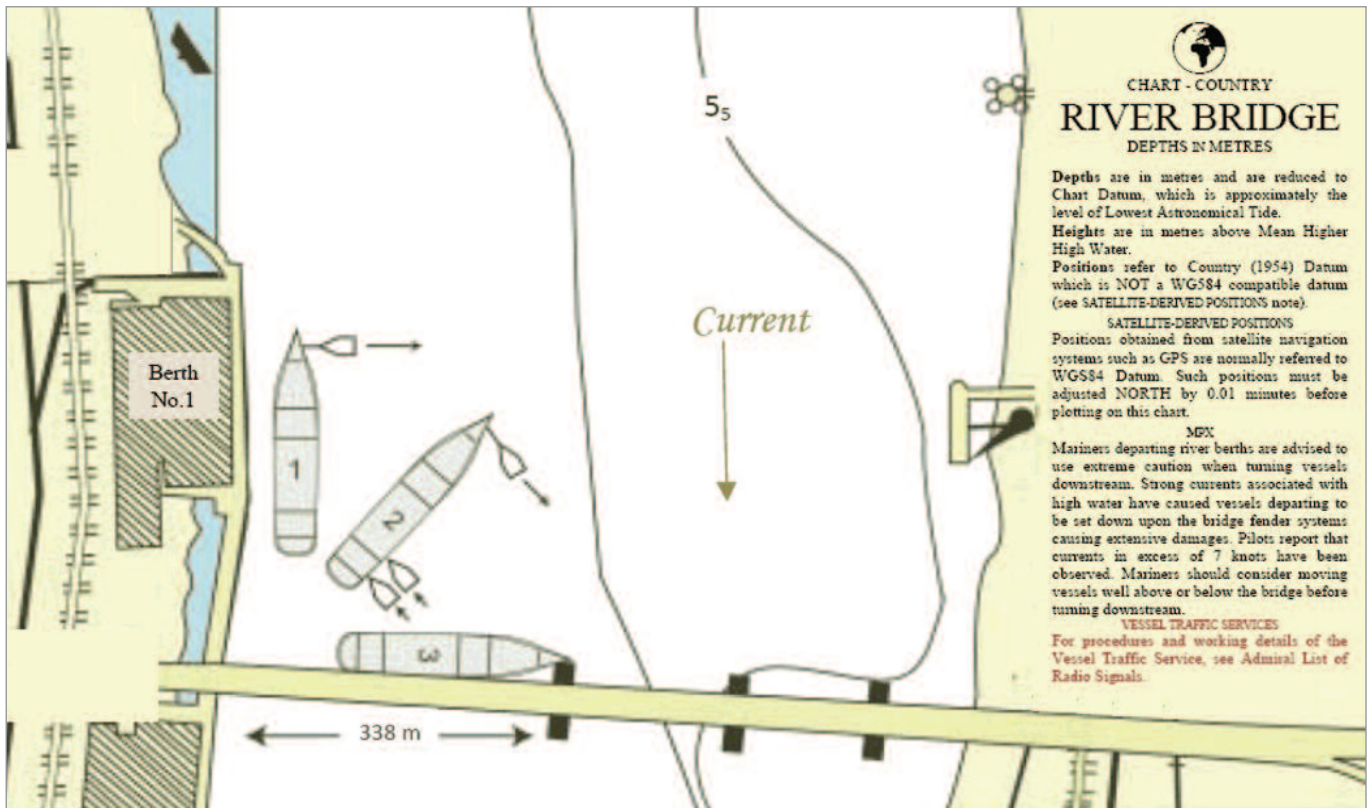 5₅
Current
Berth
No.1
1
2
3
338 m
CHART - COUNTRY
RIVER BRIDGE
DEPTHS IN METRES
Depths are in metres and are reduced to
Chart Datum, which is approximately the
level of Lowest Astronomical Tide.
Heights are in metres above Mean Higher
High Water.
Positions refer to Country (1954) Datum
which is NOT a WG584 compatible datum
(see SATELLITE-DERIVED POSITIONS note).
SATELLITE-DERIVED POSITIONS
Positions obtained from satellite navigation
systems such as GPS are normally referred to
WGS84 Datum. Such positions must be
adjusted NORTH by 0.01 minutes before
plotting on this chart.
MPX
Mariners departing river berths are advised to
use extreme caution when turning vessels
downstream. Strong currents associated with
high water have caused vessels departing to
be set down upon the bridge fender systems
causing extensive damages. Pilots report that
currents in excess of 7 knots have been
observed. Mariners should consider moving
vessels well above or below the bridge before
turning downstream.
VESSEL TRAFFIC SERVICES
For procedures and working details of the
Vessel Traffic Service, see Admiral List of
Radio Signals.